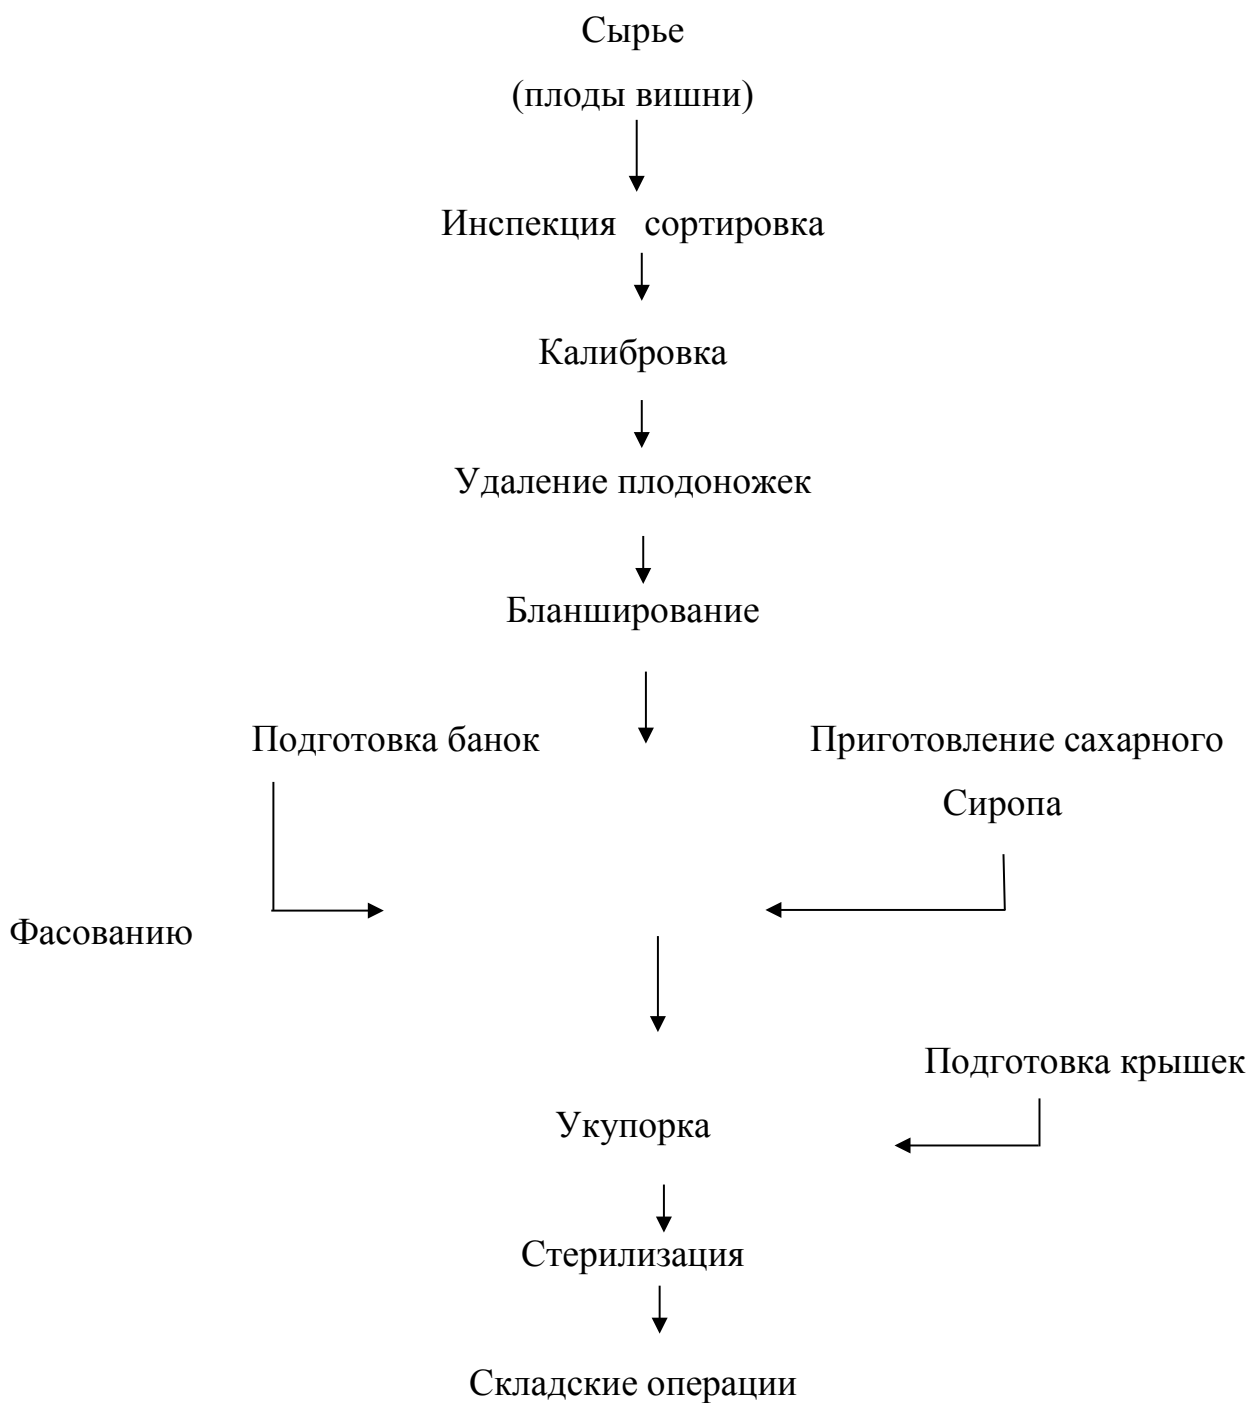 Сырье
(плоды вишни)
Инспекция сортировка
Калибровка
Удаление плодоножек
Бланширование
Подготовка банок
Приготовление сахарного
Сиропа
Фасованию
Подготовка крышек
Укупорка
Стерилизация
Складские операции